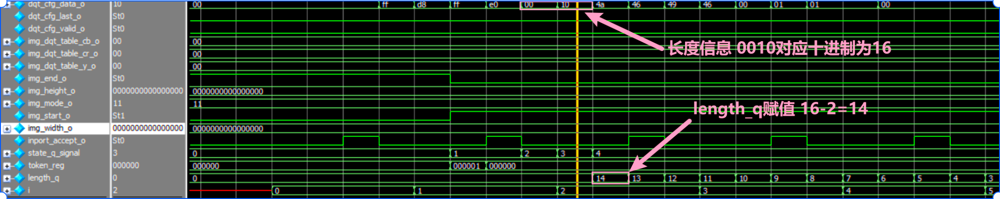 dqt_cfg_data_o 10 00 ff d8 ff e0 00 10 4a 46 49 46 00 01 01 00
dqt_cfg_last_o St0
dqt_cfg_valid_o St0
img_dqt_table_cb_o 00 00
长度信息 0010对应十进制为16
img_dqt_table_cr_o 00 00
img_dqt_table_y_o 00 00
img_end_o St0
img_height_o 0000000000000000 0000000000000000
img_mode_o 11 11
length_q赋值 16-2=14
img_start_o St1
img_width_o 0000000000000000 0000000000000000
inport_accept_o St0
state_q_signal 3 0 1 2 3 4
token_reg 000000 000000 000001 000000
length_q 0 0 14 13 12 11 10 9 8 7 6 5 4 3
i 2 0 1 2 3 4 5